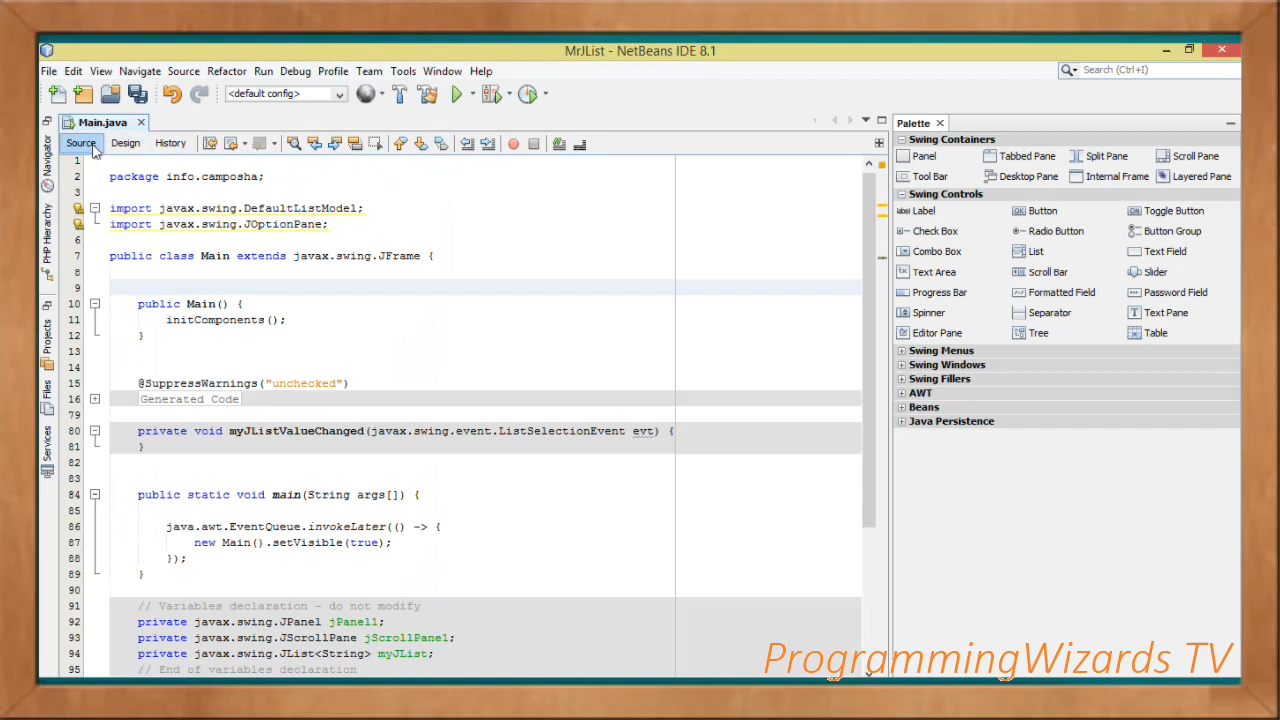 MrJList - NetBeans IDE 8.1
File Edit View Navigate Source Refactor Run Debug Profile Team Tools Window Help
Search (Ctrl+I)
<default config>
Main.java
Source Design History
Navigator
PHP Hierarchy
Projects
Files
Services
1
2 package info.camposha;
3
import javax.swing.DefaultListModel;
import javax.swing.JOptionPane;
6
7 public class Main extends javax.swing.JFrame {
8
9
10 public Main() {
11 initComponents();
12 }
13
14
15 @SuppressWarnings("unchecked")
16 Generated Code
79
80 private void myJListValueChanged(javax.swing.event.ListSelectionEvent evt) {
81 }
82
83
84 public static void main(String args[]) {
85
86 java.awt.EventQueue.invokeLater(() -> {
87 new Main().setVisible(true);
88 });
89 }
90
91 // Variables declaration - do not modify
92 private javax.swing.JPanel jPanel1;
93 private javax.swing.JScrollPane jScrollPane1;
94 private javax.swing.JList<String> myJList;
95 // End of variables declaration
Palette
Swing Containers
Panel Tabbed Pane Split Pane Scroll Pane
Tool Bar Desktop Pane Internal Frame Layered Pane
Swing Controls
label Label OK Button ON Toggle Button
Check Box Radio Button Button Group
Combo Box List Text Field
Text Area Scroll Bar Slider
Progress Bar Formatted Field Password Field
Spinner Separator Text Pane
Editor Pane Tree Table
Swing Menus
Swing Windows
Swing Fillers
AWT
Beans
Java Persistence
ProgrammingWizards TV